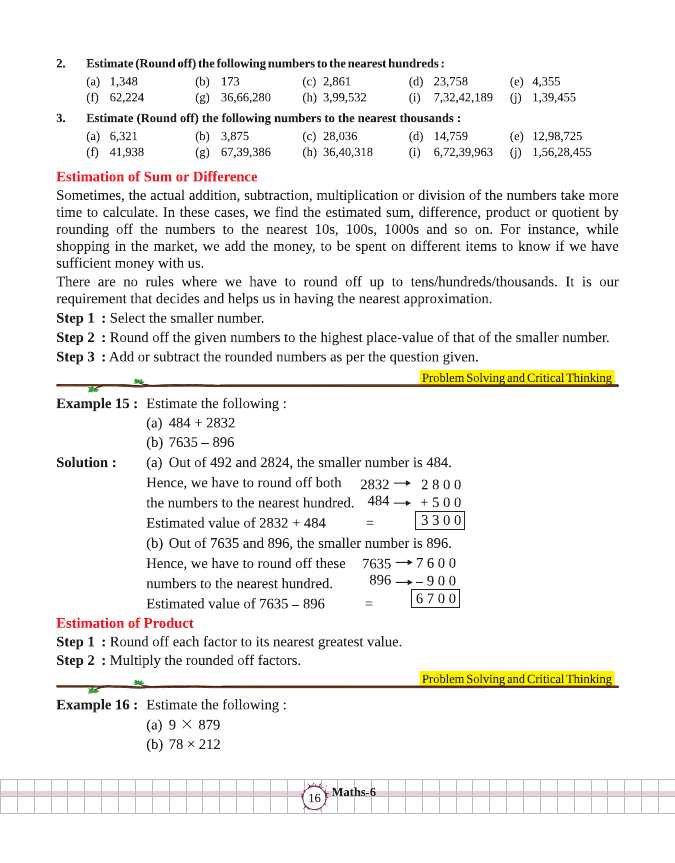 2. Estimate (Round off) the following numbers to the nearest hundreds :
(a) 1,348 (b) 173 (c) 2,861 (d) 23,758 (e) 4,355
(f) 62,224 (g) 36,66,280 (h) 3,99,532 (i) 7,32,42,189 (j) 1,39,455
3. Estimate (Round off) the following numbers to the nearest thousands :
(a) 6,321 (b) 3,875 (c) 28,036 (d) 14,759 (e) 12,98,725
(f) 41,938 (g) 67,39,386 (h) 36,40,318 (i) 6,72,39,963 (j) 1,56,28,455
Estimation of Sum or Difference
Sometimes, the actual addition, subtraction, multiplication or division of the numbers take more
time to calculate. In these cases, we find the estimated sum, difference, product or quotient by
rounding off the numbers to the nearest 10s, 100s, 1000s and so on. For instance, while
shopping in the market, we add the money, to be spent on different items to know if we have
sufficient money with us.
There are no rules where we have to round off up to tens/hundreds/thousands. It is our
requirement that decides and helps us in having the nearest approximation.
Step 1 : Select the smaller number.
Step 2 : Round off the given numbers to the highest place-value of that of the smaller number.
Step 3 : Add or subtract the rounded numbers as per the question given.
Problem Solving and Critical Thinking
Example 15 : Estimate the following :
(a) 484 + 2832
(b) 7635 – 896
Solution : (a) Out of 492 and 2824, the smaller number is 484.
Hence, we have to round off both 2832 → 2 8 0 0
the numbers to the nearest hundred. 484 → + 5 0 0
Estimated value of 2832 + 484 = 3 3 0 0
(b) Out of 7635 and 896, the smaller number is 896.
Hence, we have to round off these 7635 → 7 6 0 0
numbers to the nearest hundred. 896 → – 9 0 0
Estimated value of 7635 – 896 = 6 7 0 0
Estimation of Product
Step 1 : Round off each factor to its nearest greatest value.
Step 2 : Multiply the rounded off factors.
Problem Solving and Critical Thinking
Example 16 : Estimate the following :
(a) 9 × 879
(b) 78 × 212
16 Maths-6